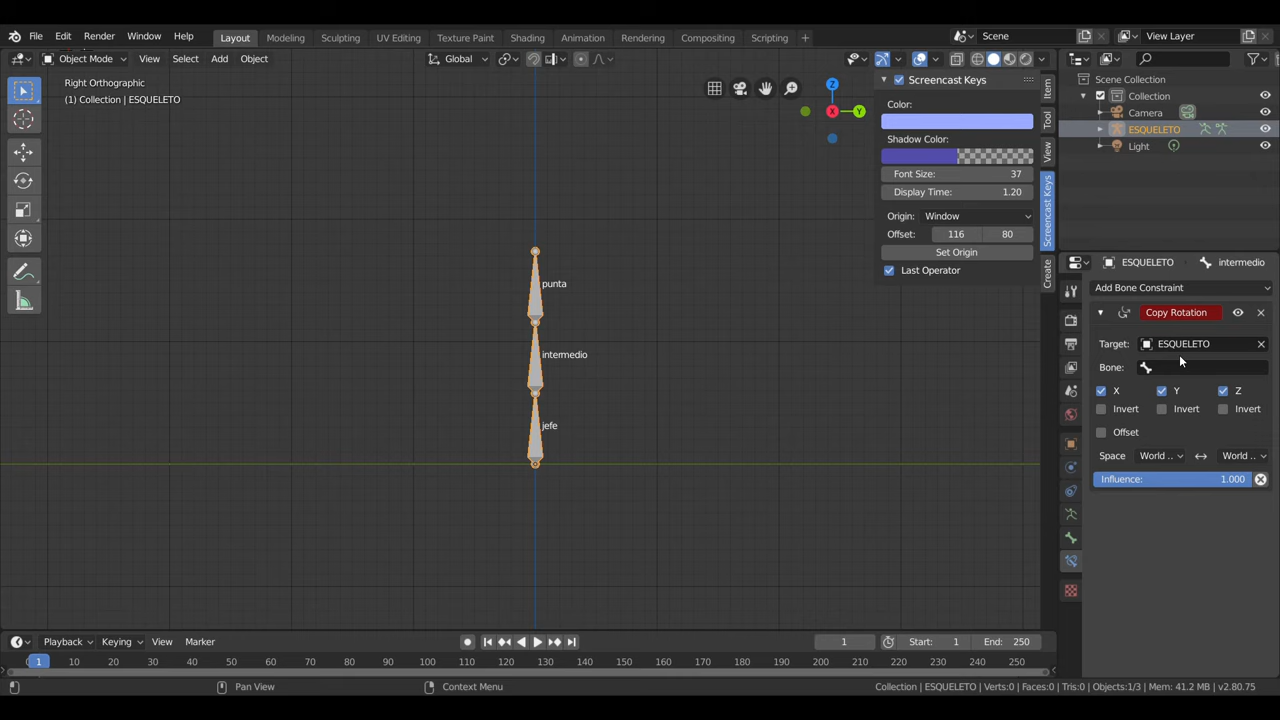 File Edit Render Window Help Layout Modeling Sculpting UV Editing Texture Paint Shading Animation Rendering Compositing Scripting + Scene View Layer
Object Mode View Select Add Object Global
Right Orthographic
(1) Collection | ESQUELETO
punta
intermedio
jefe
Z
X
Y
Screencast Keys
Color:
Shadow Color:
Font Size: 37
Display Time: 1.20
Origin: Window
Offset: 116 80
Set Origin
Last Operator
Item
Tool
View
Screencast Keys
Create
Scene Collection
Collection
Camera
ESQUELETO
Light
ESQUELETO intermedio
Add Bone Constraint
Copy Rotation
Target: ESQUELETO
Bone:
X Y Z
Invert Invert Invert
Offset
Space World .. World ..
Influence: 1.000
Playback Keying View Marker 1 Start: 1 End: 250
1 10 20 30 40 50 60 70 80 90 100 110 120 130 140 150 160 170 180 190 200 210 220 230 240 250
Pan View Context Menu Collection | ESQUELETO | Verts:0 | Faces:0 | Tris:0 | Objects:1/3 | Mem: 41.2 MB | v2.80.75